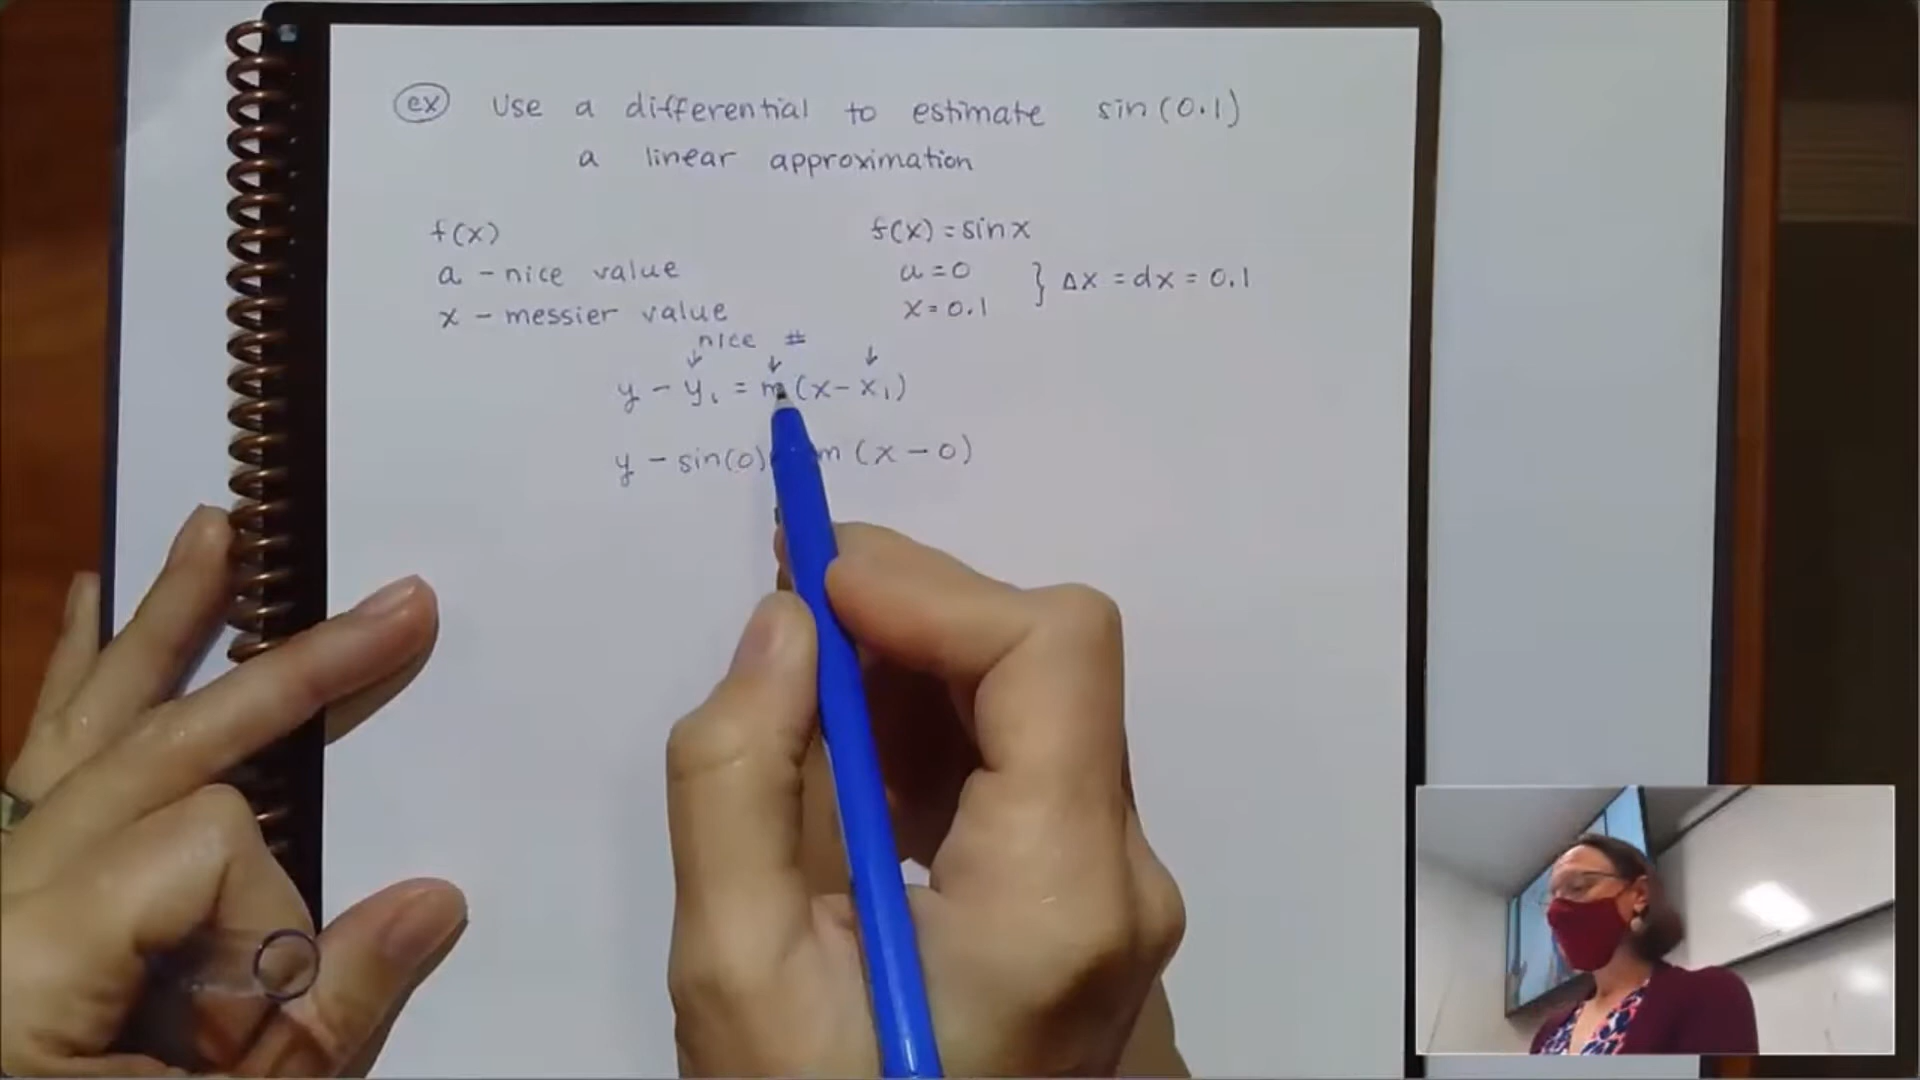 ex Use a differential to estimate sin(0.1)
a linear approximation
f(x) f(x) = sin x
a - nice value a = 0
x - messier value x = 0.1 } Δx = dx = 0.1
nice #
↓ ↓ ↓
y - y₁ = m(x - x₁)
y - sin(0) m (x - 0)